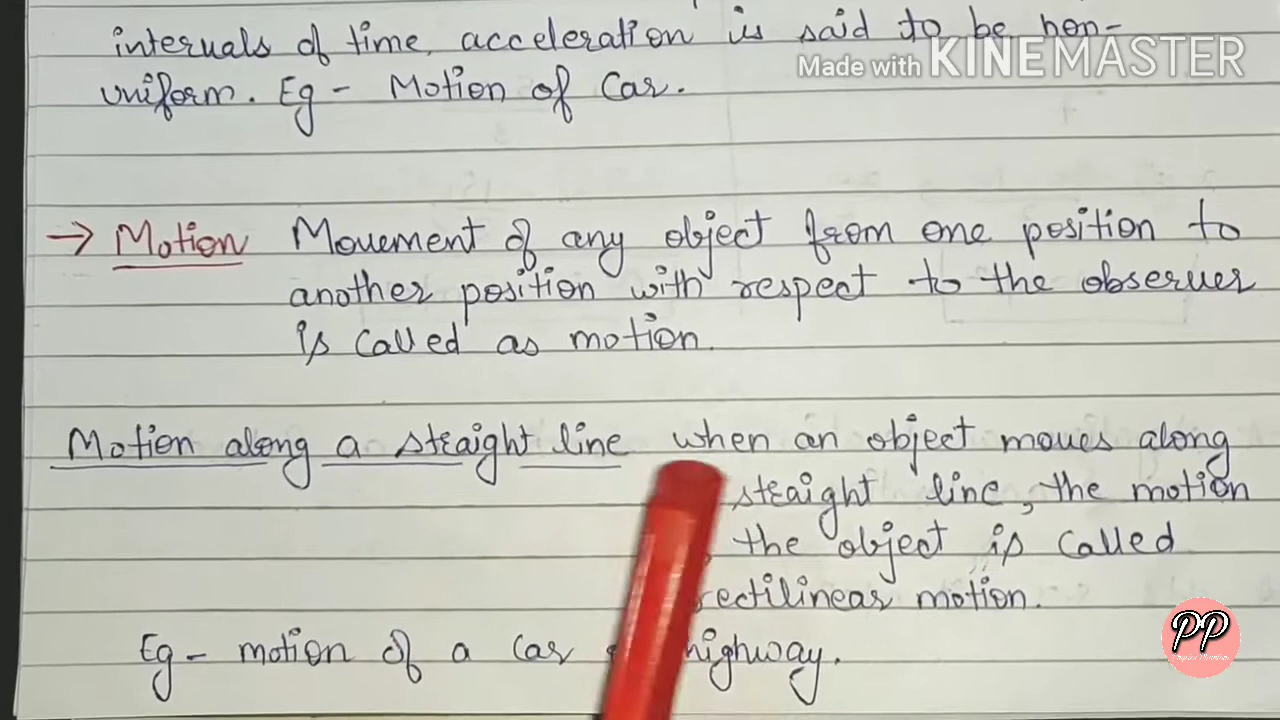 intervals of time, acceleration is said to be non-
Made with KINEMASTER
uniform. Eg - Motion of Car.
→ Motion Movement of any object from one position to
another position with respect to the observer
is called as motion.
Motion along a straight line when an object moves along
straight line, the motion
the object is called
rectilinear motion.
Eg - motion of a car highway.
PP